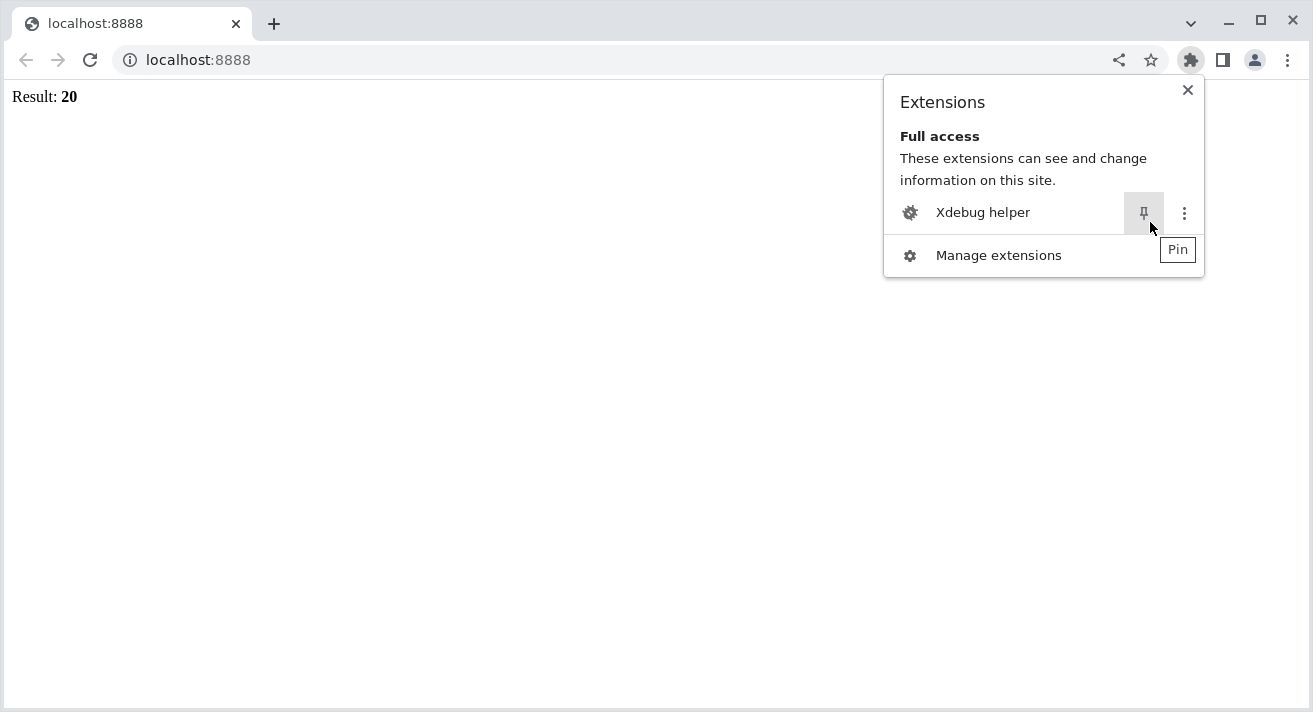 localhost:8888
localhost:8888
Result: 20
Extensions
Full access
These extensions can see and change
information on this site.
Xdebug helper
Pin
Manage extensions